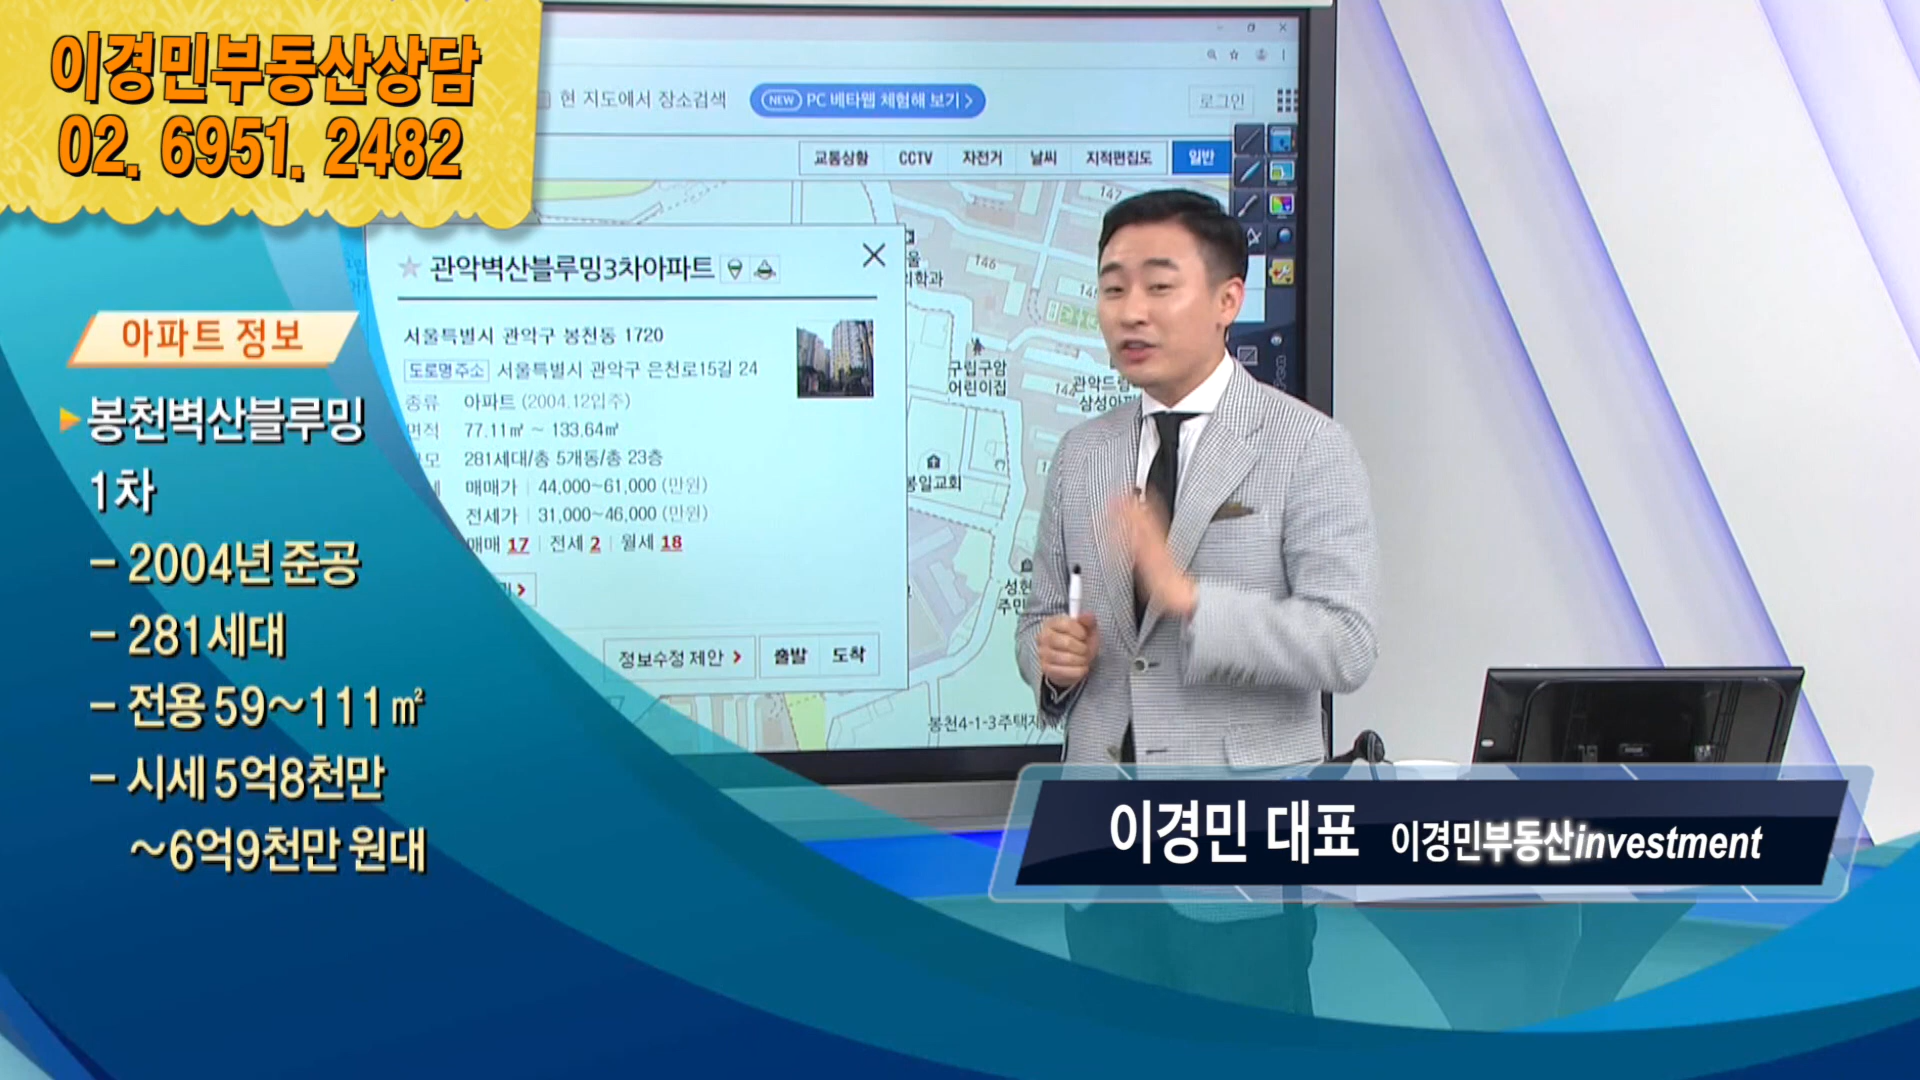 이경민부동산상담
02. 6951. 2482
현 지도에서 장소검색
NEW PC 베타웹 체험해 보기 >
로그인
교통상황 CCTV 자전거 날씨 지적편집도 일반
관악벽산블루밍3차아파트
서울특별시 관악구 봉천동 1720
도로명주소 서울특별시 관악구 은천로15길 24
종류 아파트 (2004.12입주)
면적 77.11㎡ ~ 133.64㎡
281세대/총 5개동/총 23층
매매가 44,000~61,000 (만원)
전세가 31,000~46,000 (만원)
매매 17 전세 2 월세 18
정보수정 제안 >
출발 도착
147
146
구립구암
어린이집
144
관악드림
삼성아파
봉일교회
성현
주민
봉천4-1-3주택재
아파트 정보
봉천벽산블루밍
1차
- 2004년 준공
- 281세대
- 전용 59~111㎡
- 시세 5억8천만
~6억9천만 원대
이경민 대표 이경민부동산investment